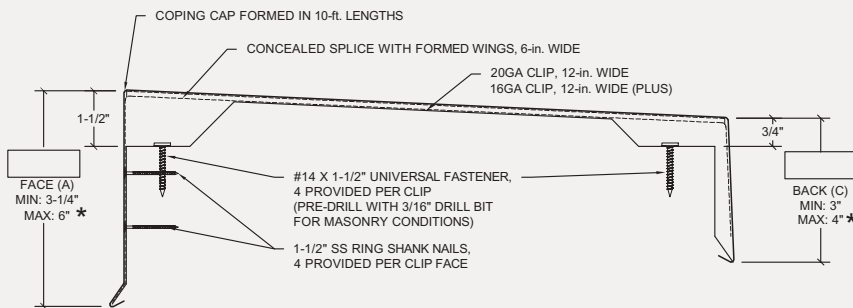 COPING CAP FORMED IN 10-ft. LENGTHS
CONCEALED SPLICE WITH FORMED WINGS, 6-in. WIDE
20GA CLIP, 12-in. WIDE
16GA CLIP, 12-in. WIDE (PLUS)
1-1/2"
3/4"
FACE (A)
MIN: 3-1/4"
MAX: 6" *
#14 X 1-1/2" UNIVERSAL FASTENER,
4 PROVIDED PER CLIP
(PRE-DRILL WITH 3/16" DRILL BIT
FOR MASONRY CONDITIONS)
1-1/2" SS RING SHANK NAILS,
4 PROVIDED PER CLIP FACE
BACK (C)
MIN: 3"
MAX: 4" *